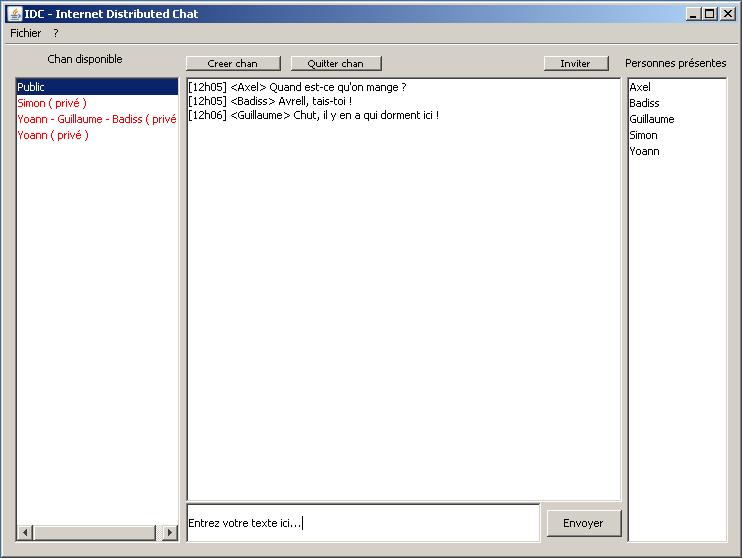 IDC - Internet Distributed Chat
Fichier ?
Chan disponible
Creer chan
Quitter chan
Inviter
Personnes présentes
Public
Simon ( privé )
Yoann - Guillaume - Badiss ( privé
Yoann ( privé )
[12h05] <Axel> Quand est-ce qu'on mange ?
[12h05] <Badiss> Avrell, tais-toi !
[12h06] <Guillaume> Chut, il y en a qui dorment ici !
Axel
Badiss
Guillaume
Simon
Yoann
Entrez votre texte ici...
Envoyer